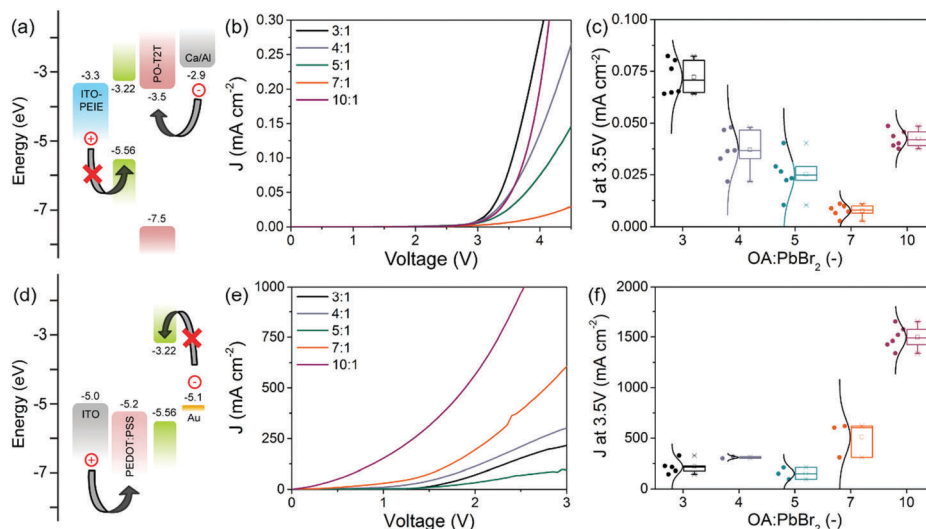 (a)
Energy (eV)
-3
-5
-7
-3.3
ITO-
PEIE
+
-3.22
-5.56
PO-T2T
-3.5
-7.5
Ca/Al
-2.9
-
(b)
J (mA cm-2)
0.30
0.25
0.20
0.15
0.10
0.05
0.00
3:1
4:1
5:1
7:1
10:1
0 1 2 3 4
Voltage (V)
(c)
J at 3.5V (mA cm-2)
0.100
0.075
0.050
0.025
0.000
3 4 5 7 10
OA:PbBr2 (-)
(d)
Energy (eV)
-3
-5
-7
-5.0
ITO
+
-5.2
PEDOT:PSS
-3.22
-5.56
-
-5.1
Au
(e)
J (mA cm-2)
1000
750
500
250
0
3:1
4:1
5:1
7:1
10:1
0 1 2 3
Voltage (V)
(f)
J at 3.5V (mA cm-2)
2000
1500
1000
500
0
3 4 5 7 10
OA:PbBr2 (-)